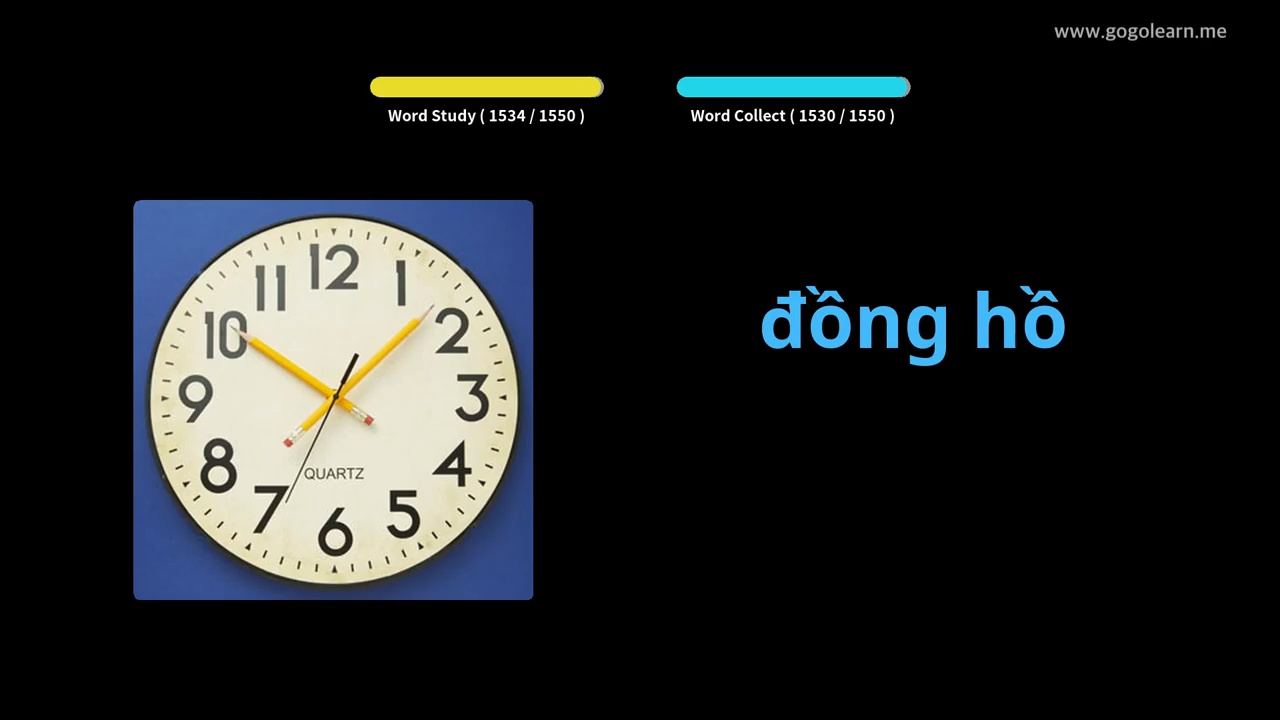 www.gogolearn.me
Word Study ( 1534 / 1550 )
Word Collect ( 1530 / 1550 )
đồng hồ
12
11
1
10
2
9
3
8
4
QUARTZ
7
5
6